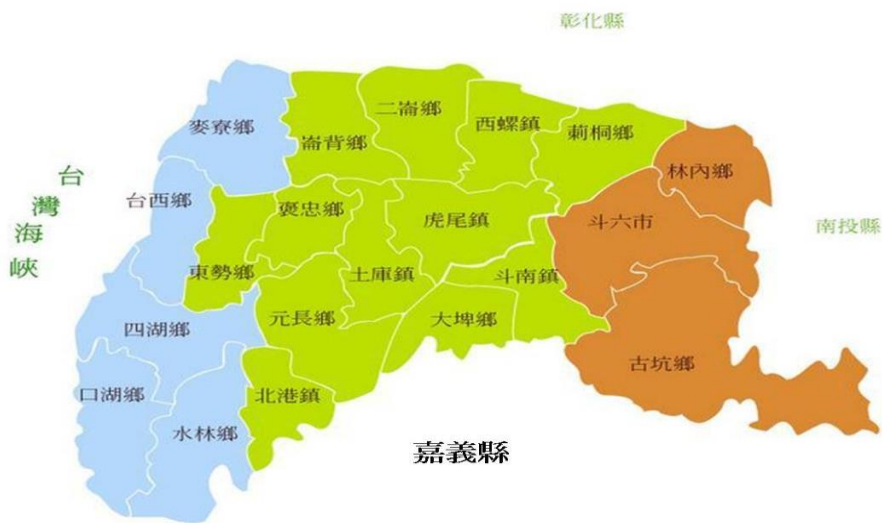 彰化縣
二崙鄉
西螺鎮
麥寮鄉
崙背鄉
莿桐鄉
林內鄉
台灣海峽
台西鄉
褒忠鄉
虎尾鎮
斗六市
南投縣
東勢鄉
土庫鎮
斗南鎮
四湖鄉
元長鄉
大埤鄉
口湖鄉
北港鎮
古坑鄉
水林鄉
嘉義縣